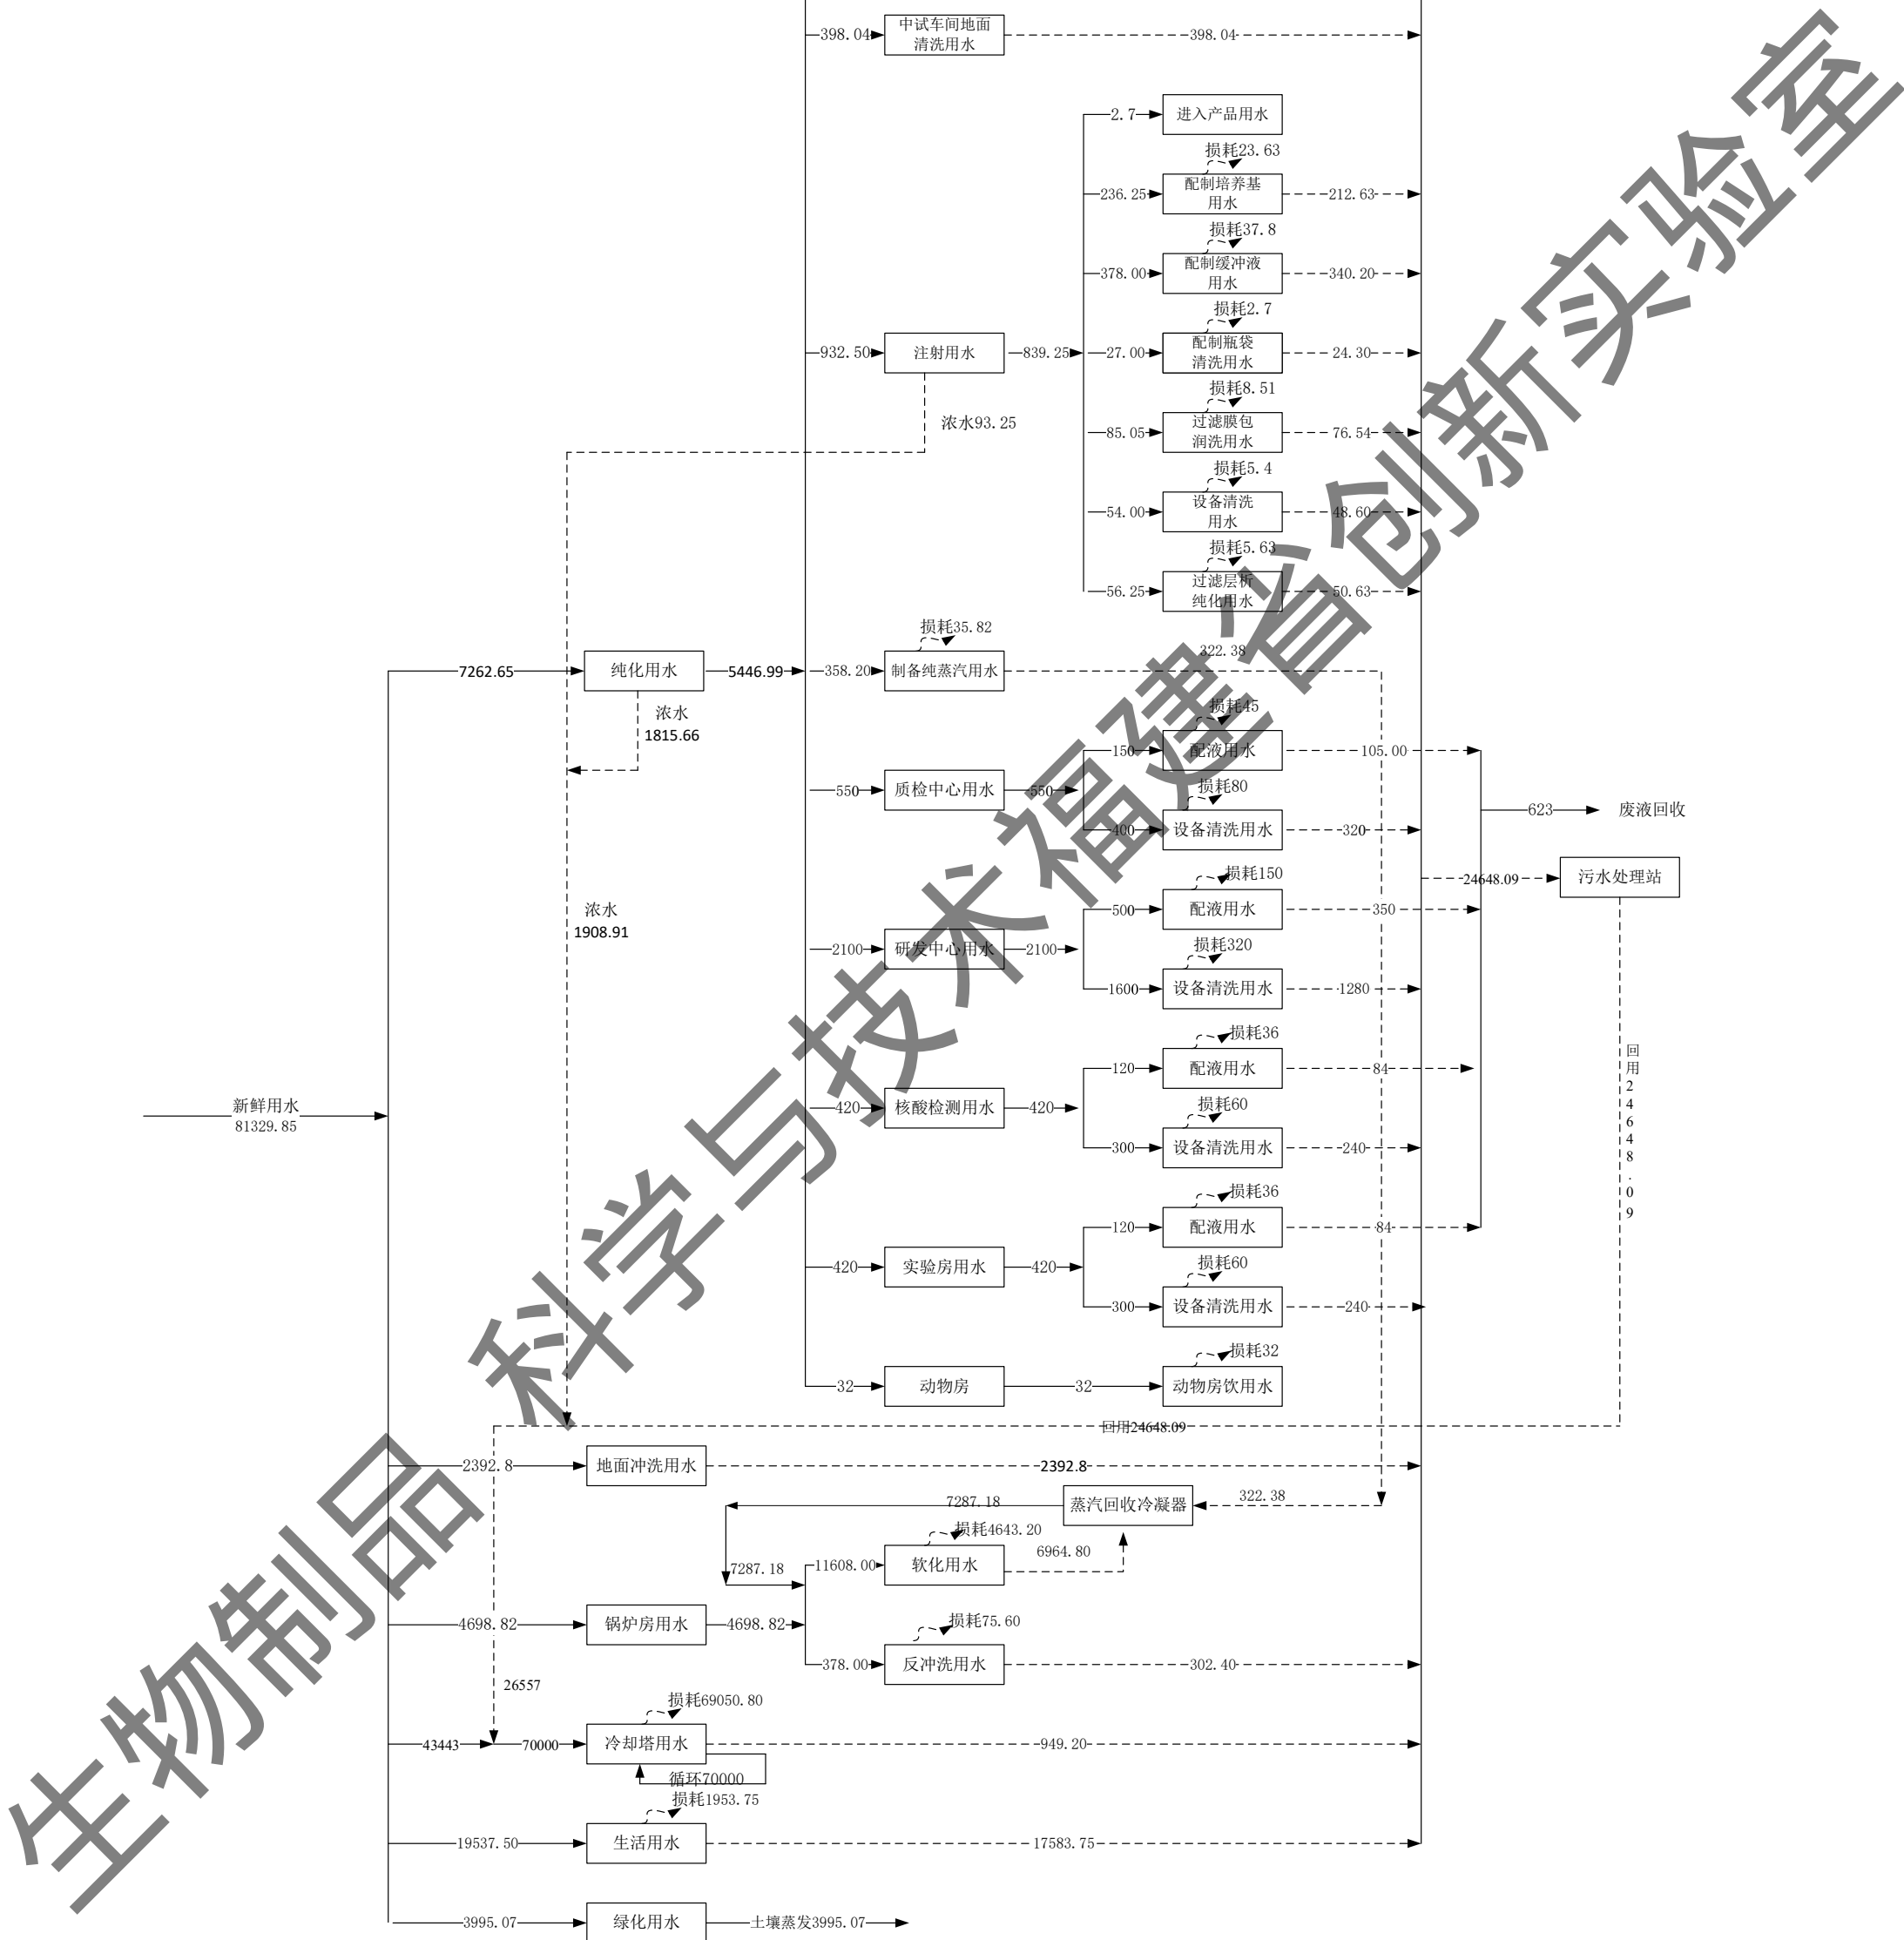 398.04
中试车间地面
清洗用水
398.04
2.7
进入产品用水
损耗23.63
236.25
配制培养基
用水
212.63
损耗37.8
378.00
配制缓冲液
用水
340.20
损耗2.7
932.50
注射用水
839.25
27.00
配制瓶袋
清洗用水
24.30
损耗8.51
浓水93.25
85.05
过滤膜包
润洗用水
76.54
损耗5.4
54.00
设备清洗
用水
48.60
损耗5.63
56.25
过滤层析
纯化用水
50.63
损耗35.82
322.38
7262.65
纯化用水
5446.99
358.20
制备纯蒸汽用水
浓水
1815.66
损耗45
150
配液用水
105.00
550
质检中心用水
550
损耗80
400
设备清洗用水
320
623
废液回收
损耗150
24648.09
污水处理站
浓水
1908.91
500
配液用水
350
2100
研发中心用水
2100
损耗320
1600
设备清洗用水
1280
损耗36
120
配液用水
84
420
核酸检测用水
420
损耗60
300
设备清洗用水
240
回用24648.09
新鲜用水
81329.85
损耗36
120
配液用水
84
420
实验房用水
420
损耗60
300
设备清洗用水
240
损耗32
32
动物房
32
动物房饮用水
回用24648.09
2392.8
地面冲洗用水
2392.8
7287.18
蒸汽回收冷凝器
322.38
损耗4643.20
7287.18
11608.00
软化用水
6964.80
4698.82
锅炉房用水
4698.82
损耗75.60
378.00
反冲洗用水
302.40
26557
损耗69050.80
43443
70000
冷却塔用水
949.20
循环70000
损耗1953.75
19537.50
生活用水
17583.75
3995.07
绿化用水
土壤蒸发3995.07
生物制品 科学与技术福建省创新实验室